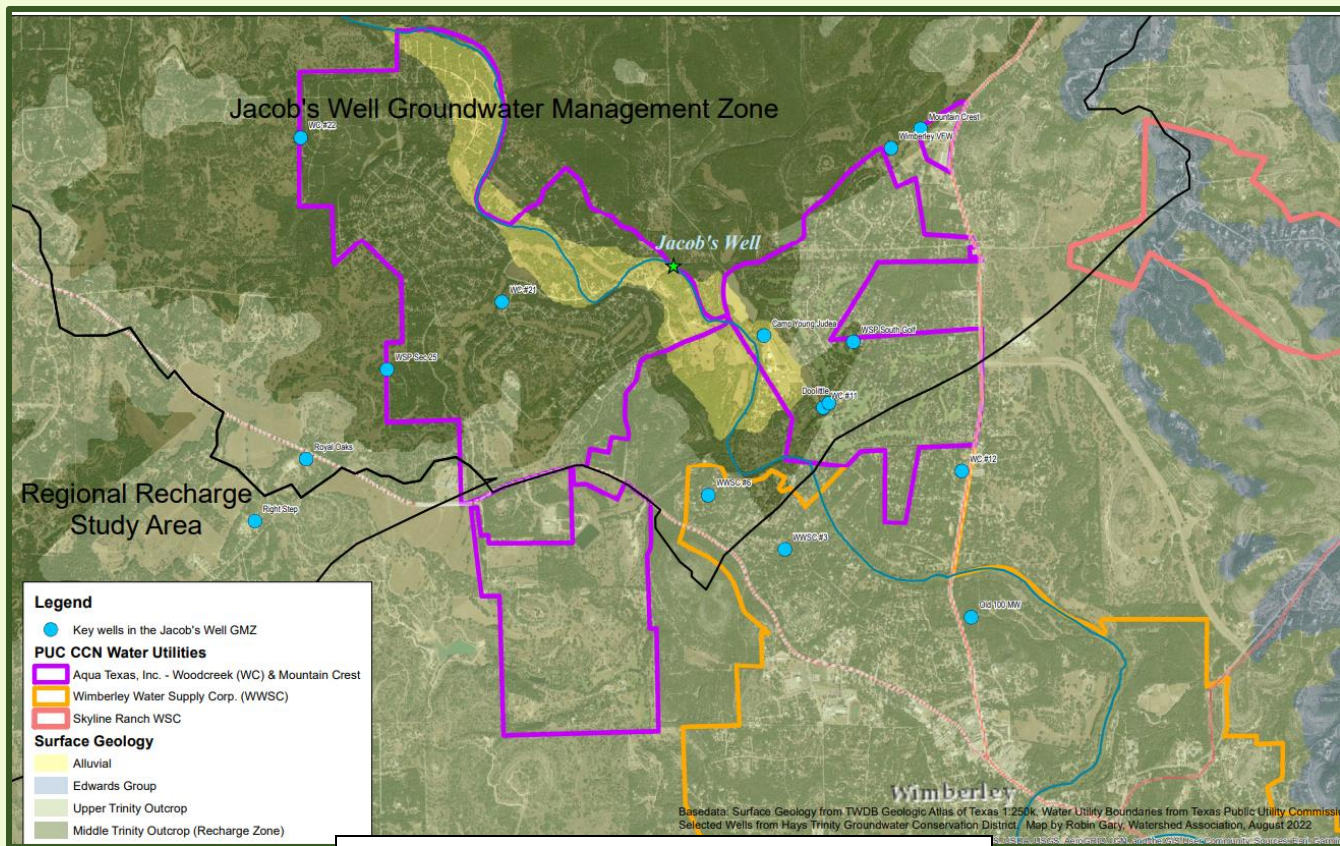 Jacob's Well Groundwater Management Zone
WC #22
Mountain Crest
Wimberley VFW
Jacob's Well
WC #21
Camp Young Judea
WSP South Golf
WSP Sec 25
Doolittle
WC #11
Royal Oaks
WC #12
Regional Recharge
Study Area
WWSC #6
Right Step
WWSC #3
Old 100 MW
Legend
Key wells in the Jacob's Well GMZ
PUC CCN Water Utilities
Aqua Texas, Inc. - Woodcreek (WC) & Mountain Crest
Wimberley Water Supply Corp. (WWSC)
Skyline Ranch WSC
Surface Geology
Alluvial
Edwards Group
Upper Trinity Outcrop
Middle Trinity Outcrop (Recharge Zone)
Wimberley
Basedata: Surface Geology from TWDB Geologic Atlas of Texas 1:250k, Water Utility Boundaries from Texas Public Utility Commissio
Selected Wells from Hays Trinity Groundwater Conservation District. Map by Robin Gary, Watershed Association, August 2022